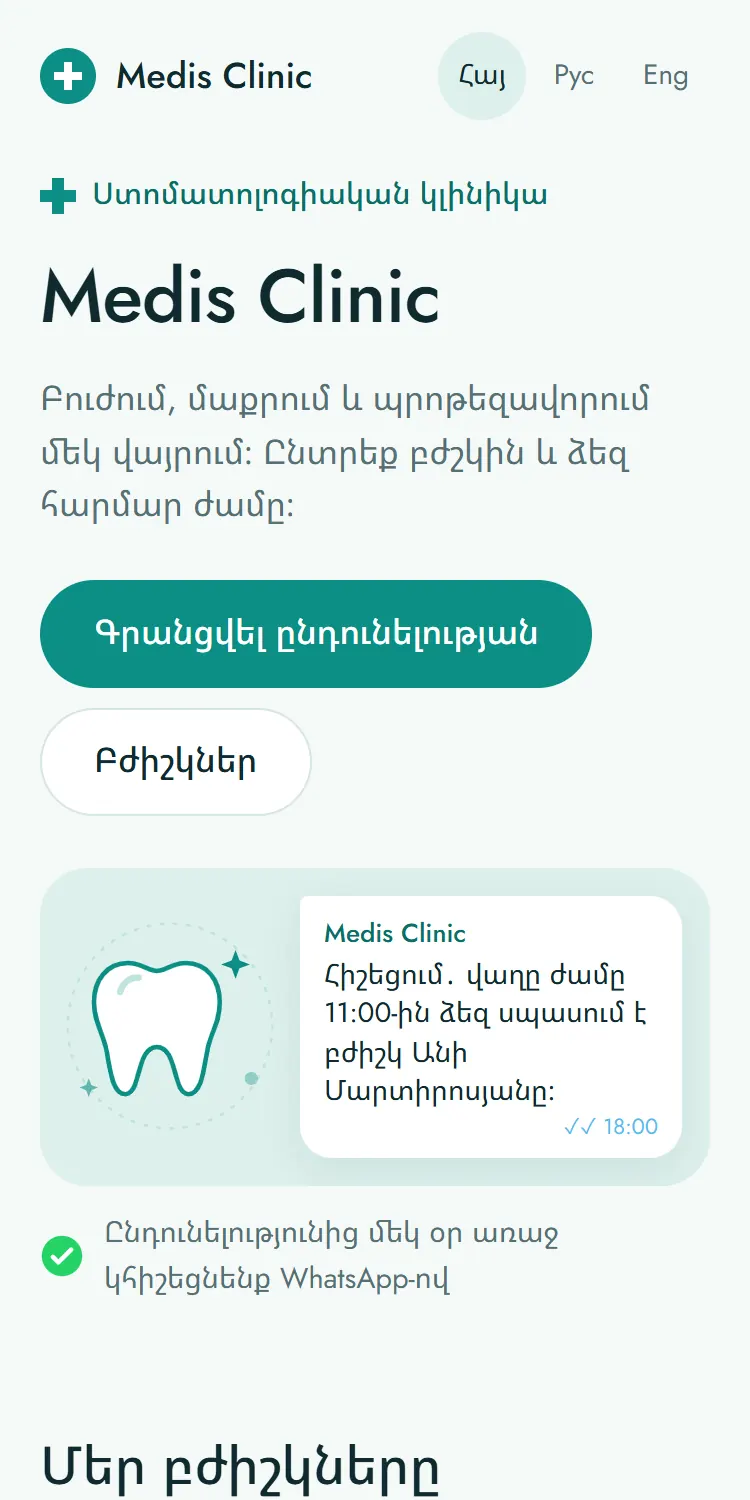 Medis Clinic
Հայ
Рус
Eng
Ստոմատոլոգիական կլինիկա
Medis Clinic
Բուժում, մաքրում և պրոթեզավորում
մեկ վայրում: Ընտրեք բժշկին և ձեզ
հարմար ժամը:
Գրանցվել ընդունելության
Բժիշկներ
Medis Clinic
Հիշեցում․ վաղը ժամը
11:00-ին ձեզ սպասում է
բժիշկ Անի
Մարտիրոսյանը:
✓✓ 18:00
Ընդունելությունից մեկ օր առաջ
կհիշեցնենք WhatsApp-ով
Մեր բժիշկները